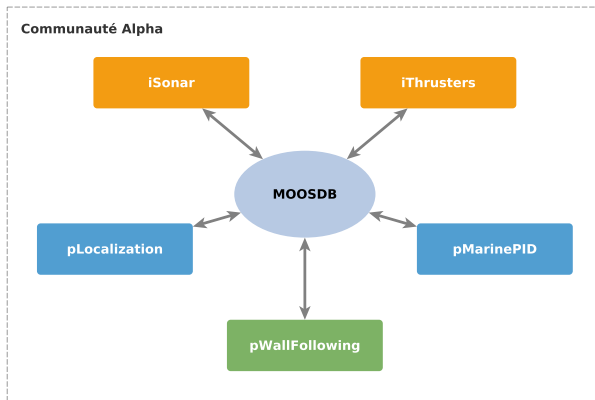 Communauté Alpha
iSonar
iThrusters
MOOSDB
pLocalization
pMarinePID
pWallFollowing